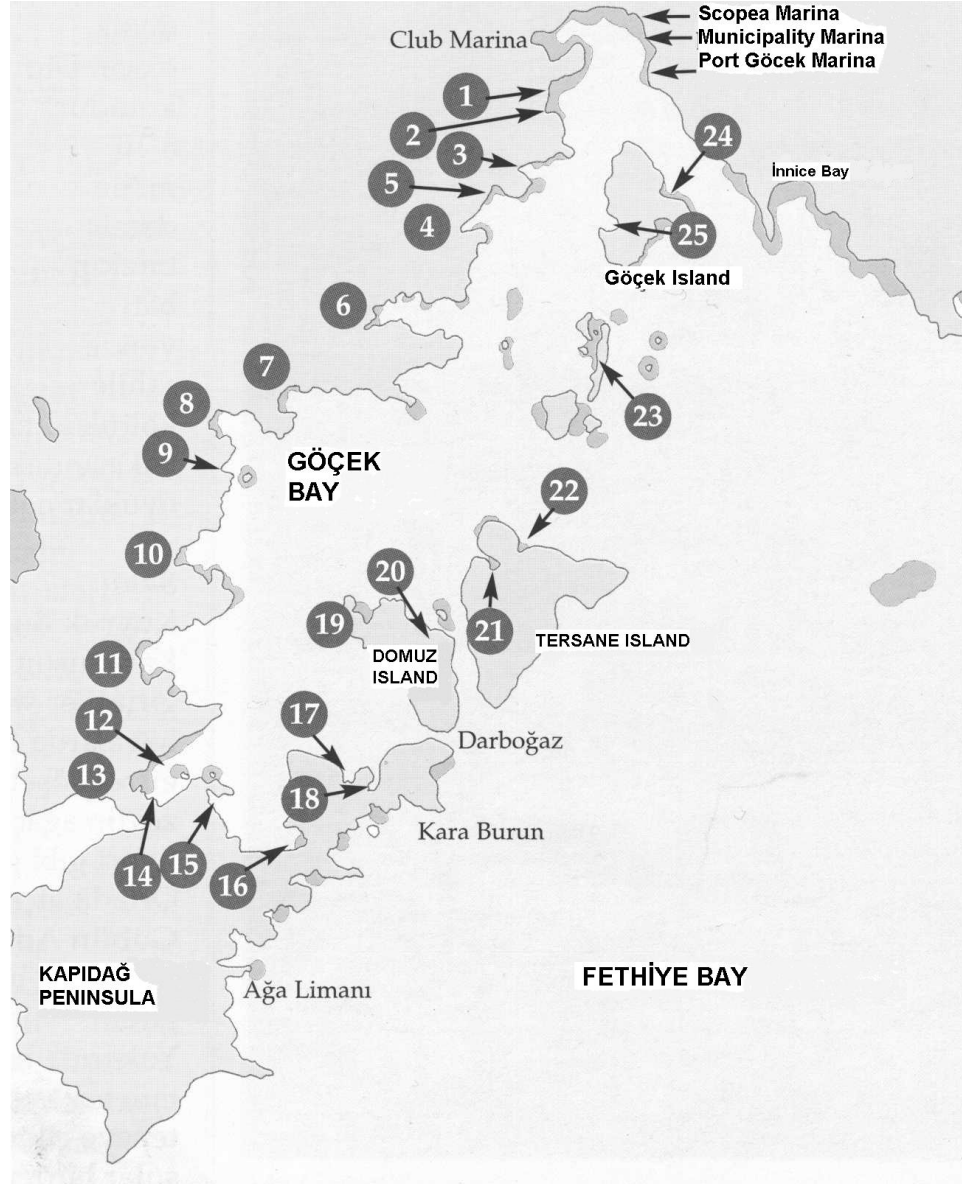 Scopea Marina
Club Marina
Municipality Marina
Port Göcek Marina
1
2
24
3
İnnice Bay
5
4
25
Göçek Island
6
7
8
23
9
GÖÇEK
BAY
22
10
20
19
21
TERSANE ISLAND
DOMUZ
ISLAND
11
17
12
Darboğaz
13
18
Kara Burun
15
14
16
KAPIDAĞ
PENINSULA
FETHİYE BAY
Ağa Limanı